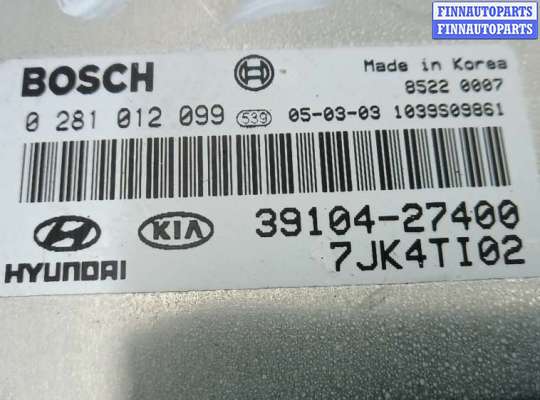 FINNAUTOPARTS
FINNAUTOPARTS
BOSCH
Made in Korea
8522 0007
0 281 012 099 539 05-03-03 1039S09861
KIA 39104-27400
HYUNDAI 7JK4TI02